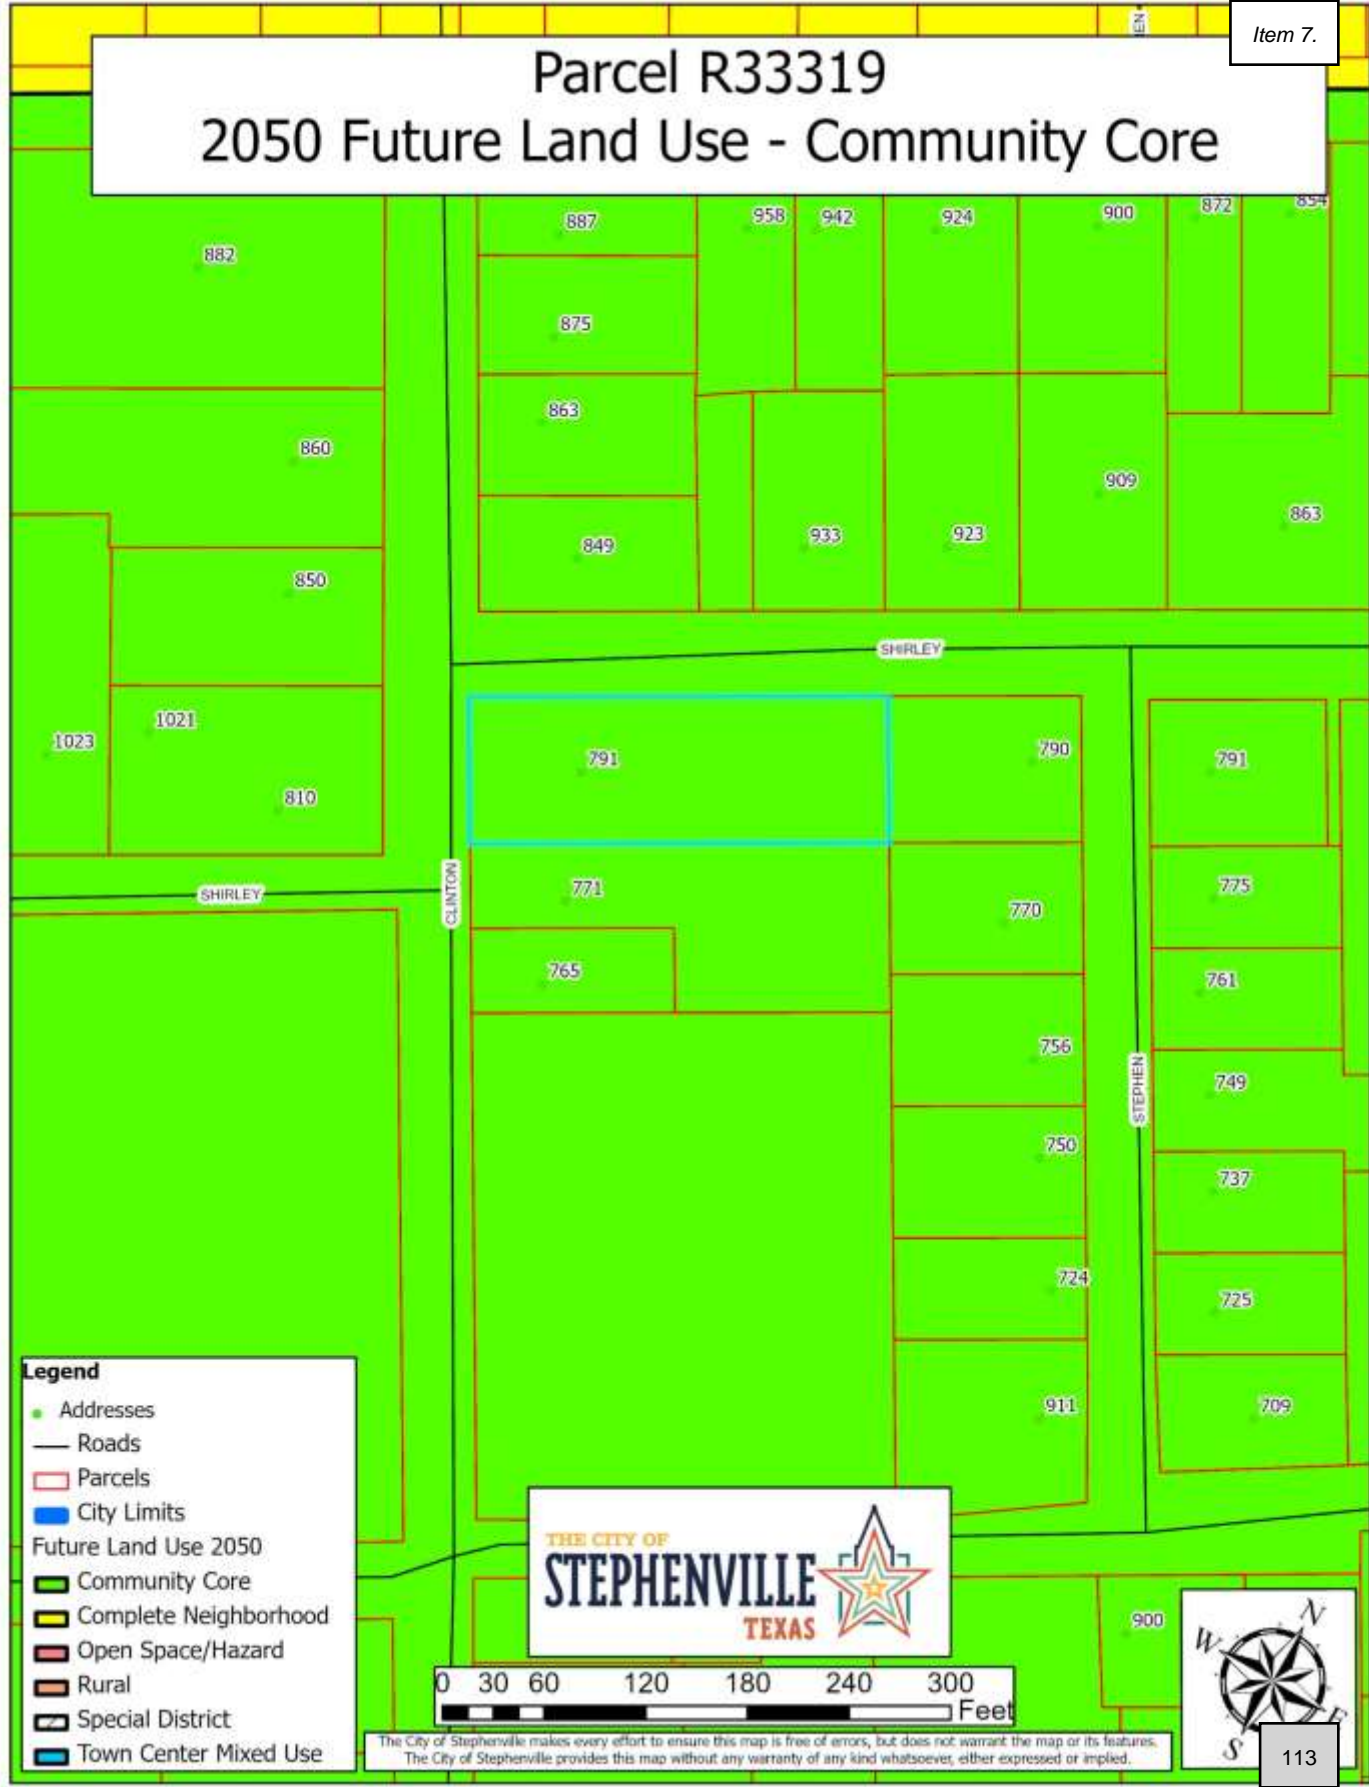 EN
Item 7.
Parcel R33319
2050 Future Land Use - Community Core
882
887
958
942
924
900
872
854
875
863
860
909
863
849
933
923
850
SHIRLEY
1021
1023
810
791
790
791
SHIRLEY
CLINTON
771
770
775
765
761
756
749
STEPHEN
750
737
724
725
911
709
Legend
Addresses
Roads
Parcels
City Limits
Future Land Use 2050
Community Core
Complete Neighborhood
Open Space/Hazard
Rural
Special District
Town Center Mixed Use
THE CITY OF
STEPHENVILLE
TEXAS
900
0 30 60 120 180 240 300
Feet
The City of Stephenville makes every effort to ensure this map is free of errors, but does not warrant the map or its features.
The City of Stephenville provides this map without any warranty of any kind whatsoever, either expressed or implied.
N
W
E
S
113